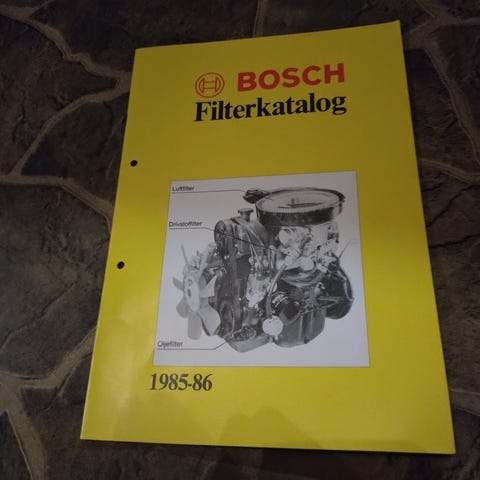 BOSCH
Filterkatalog
Luftfilter
Drivstoffilter
Oljefilter
1985-86